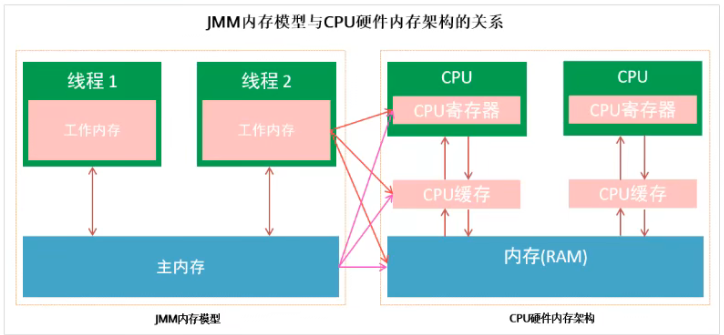 JMM内存模型与CPU硬件内存架构的关系
线程 1
工作内存
线程 2
工作内存
主内存
JMM内存模型
CPU
CPU寄存器
CPU缓存
CPU
CPU寄存器
CPU缓存
内存(RAM)
CPU硬件内存架构